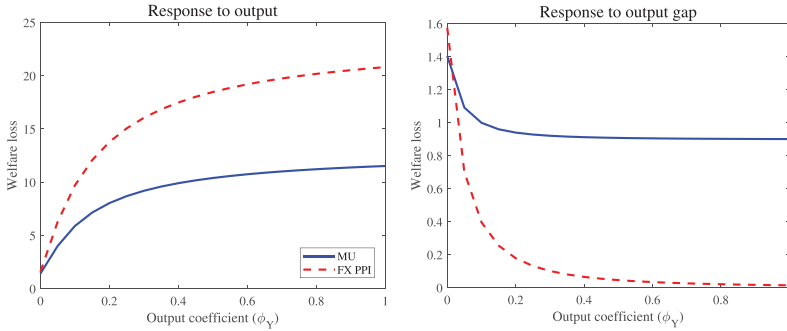 Response to output
25
20
15
10
5
0
Welfare loss
MU
FX PPI
0 0.2 0.4 0.6 0.8 1
Output coefficient (ϕY)
Response to output gap
1.6
1.4
1.2
1
0.8
0.6
0.4
0.2
0
Welfare loss
0 0.2 0.4 0.6 0.8
Output coefficient (ϕY)